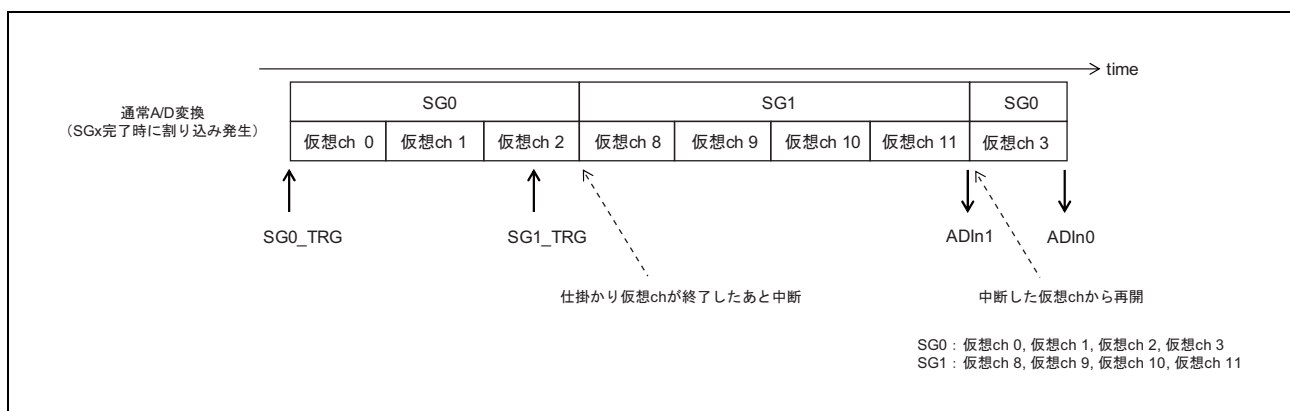 time
通常A/D変換
(SGx完了時に割り込み発生)
SG0 SG1 SG0
仮想ch 0 仮想ch 1 仮想ch 2 仮想ch 8 仮想ch 9 仮想ch 10 仮想ch 11 仮想ch 3
SG0_TRG SG1_TRG ADIn1 ADIn0
仕掛かり仮想chが終了したあと中断 中断した仮想chから再開
SG0：仮想ch 0, 仮想ch 1, 仮想ch 2, 仮想ch 3
SG1：仮想ch 8, 仮想ch 9, 仮想ch 10, 仮想ch 11